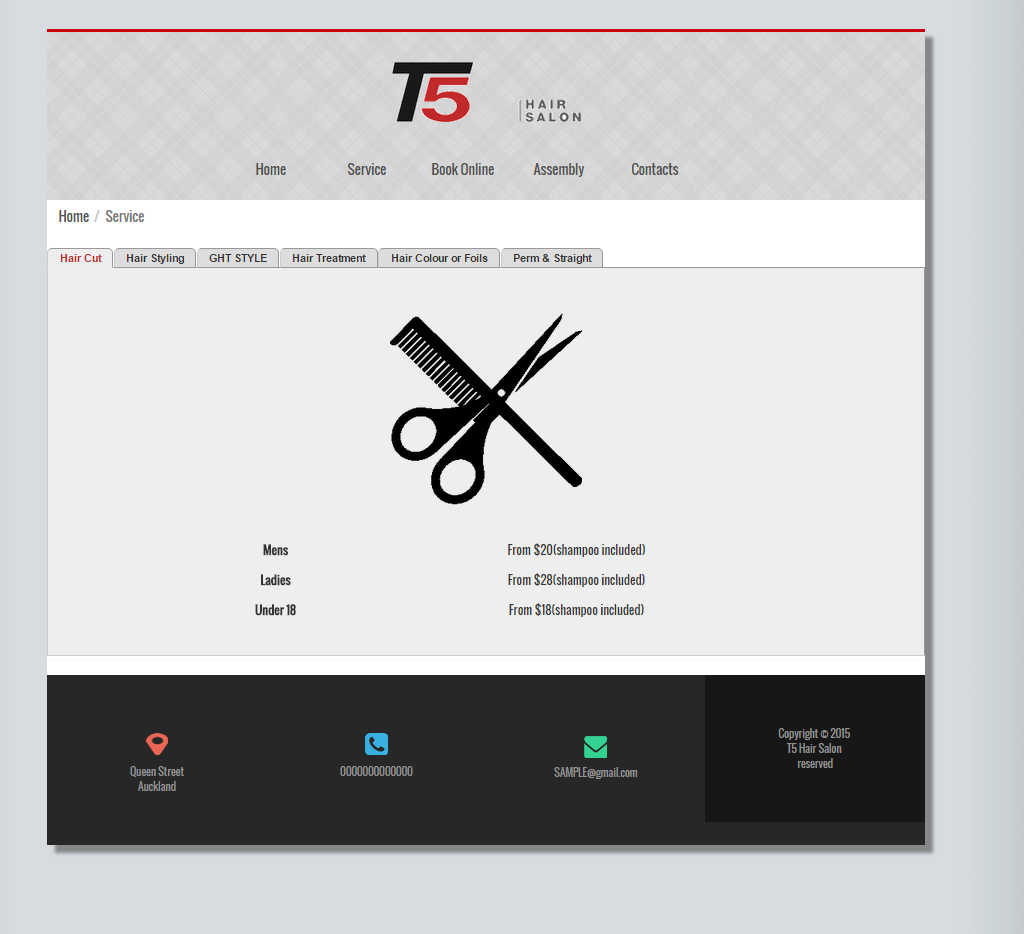 T5
HAIR
SALON
Home Service Book Online Assembly Contacts
Home / Service
Hair Cut Hair Styling GHT STYLE Hair Treatment Hair Colour or Foils Perm & Straight
Mens From $20(shampoo included)
Ladies From $28(shampoo included)
Under 18 From $18(shampoo included)
Queen Street
Auckland
0000000000000
SAMPLE@gmail.com
Copyright © 2015
T5 Hair Salon
reserved